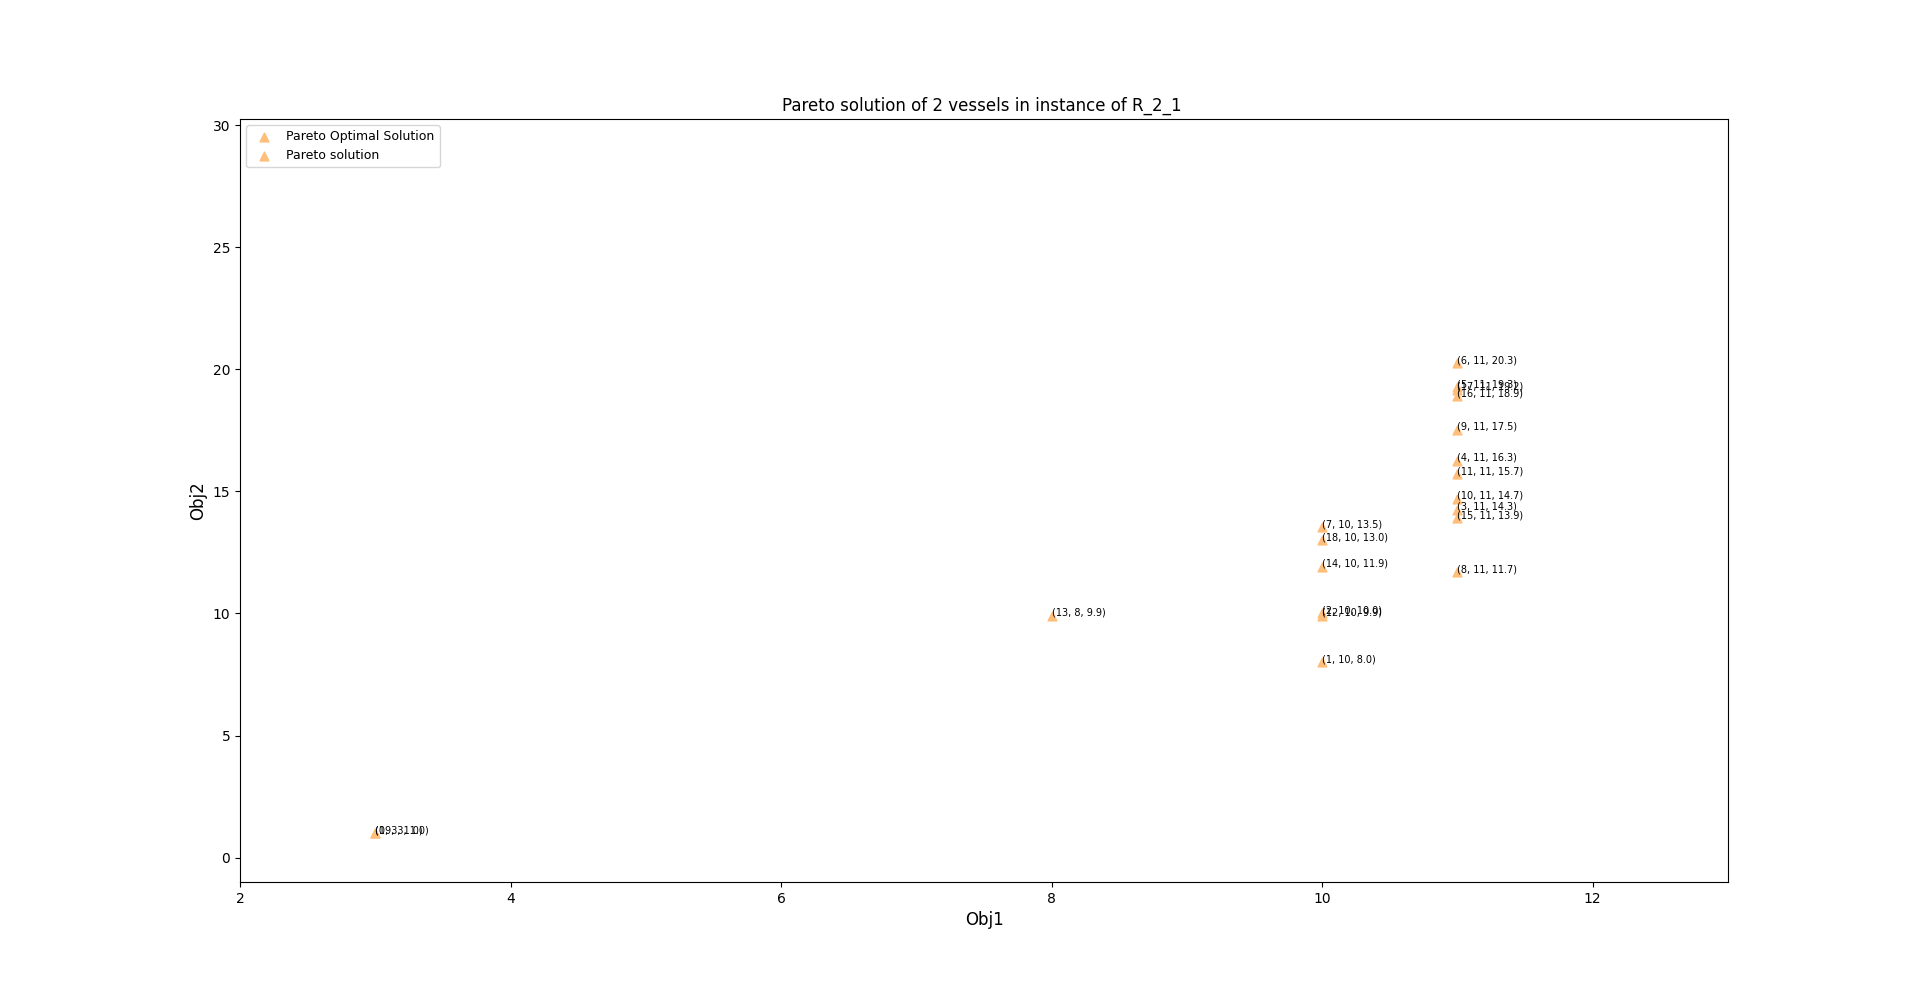 Pareto solution of 2 vessels in instance of R_2_1
Pareto Optimal Solution
Pareto solution
30
25
20
15
10
5
0
Obj2
(6, 11, 20.3)
(16, 11, 18.9)
(9, 11, 17.5)
(4, 11, 16.3)
(11, 11, 15.7)
(10, 11, 14.7)
(3, 11, 14.3)
(15, 11, 13.9)
(7, 10, 13.5)
(18, 10, 13.0)
(14, 10, 11.9)
(8, 11, 11.7)
(13, 8, 9.9)
(1, 10, 8.0)
2
4
6
8
10
12
Obj1